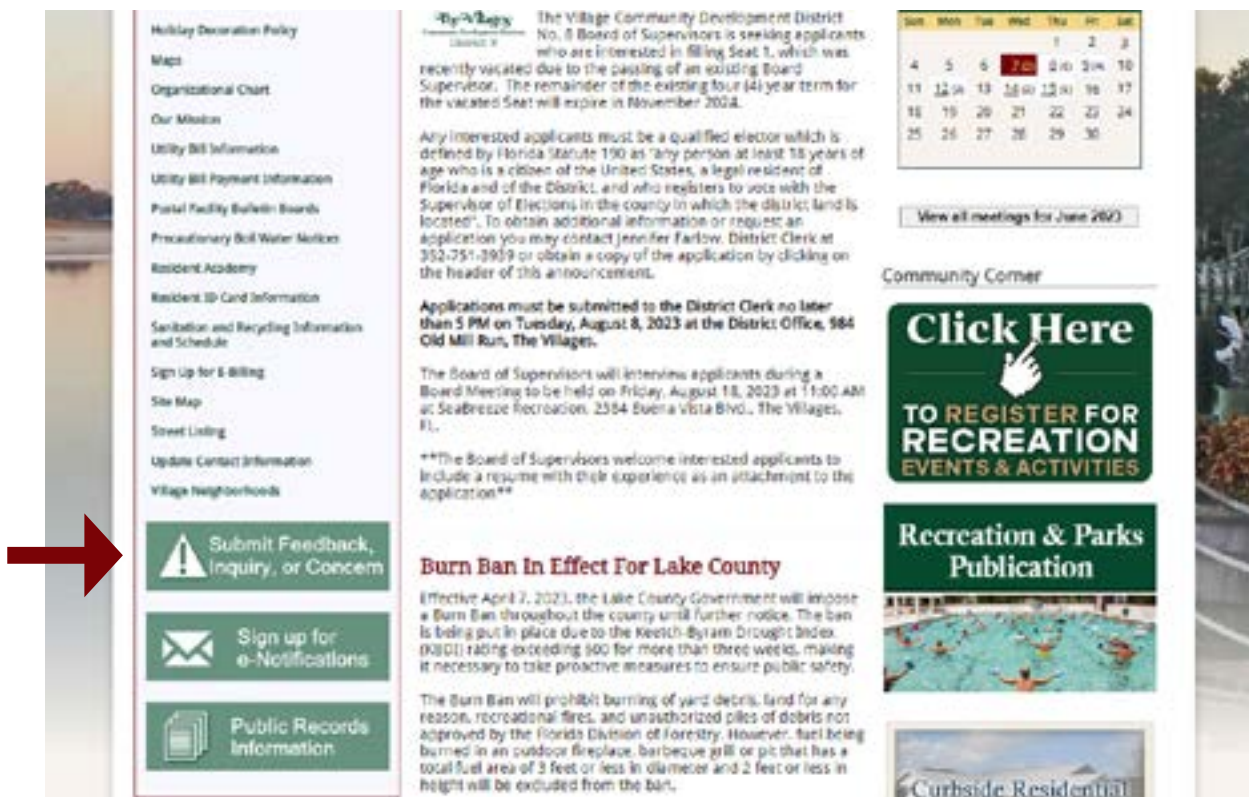 Holiday Decoration Policy
Maps
Organizational Chart
Our Mission
Utility Bill Information
Utility Bill Payment Information
Postal Facility Bulletin Boards
Precautionary Boil Water Notices
Resident Academy
Resident ID Card Information
Sanitation and Recycling Information
and Schedule
Sign Up for E-Billing
Site Map
Street Listing
Update Contact Information
Village Neighborhoods
Submit Feedback,
Inquiry, or Concern
Sign up for
e-Notifications
Public Records
Information
The Villages
The Village Community Development District
No. 8 Board of Supervisors is seeking applicants
who are interested in filling Seat 1, which was
recently vacated due to the passing of an existing Board
Supervisor. The remainder of the existing four (4) year term for
the vacated Seat will expire in November 2024.
Any interested applicants must be a qualified elector which is
defined by Florida Statute 190 as "any person at least 18 years of
age who is a citizen of the United States, a legal resident of
Florida and of the District, and who registers to vote with the
Supervisor of Elections in the county in which the district land is
located". To obtain additional information or request an
application you may contact Jennifer Farlow, District Clerk at
352-751-3939 or obtain a copy of the application by clicking on
the header of this announcement.
Applications must be submitted to the District Clerk no later
than 5 PM on Tuesday, August 8, 2023 at the District Office, 984
Old Mill Run, The Villages.
The Board of Supervisors will interview applicants during a
Board Meeting to be held on Friday, August 18, 2023 at 11:00 AM
at SeaBreeze Recreation, 2384 Buena Vista Blvd., The Villages,
FL.
**The Board of Supervisors welcome interested applicants to
include a resume with their experience as an attachment to the
application**
Burn Ban In Effect For Lake County
Effective April 7, 2023, the Lake County Government will impose
a Burn Ban throughout the county until further notice. The ban
is being put in place due to the Keetch-Byram Drought Index
(KBDI) rating exceeding 500 for more than three weeks, making
it necessary to take proactive measures to ensure public safety.
The Burn Ban will prohibit burning of yard debris, land for any
reason, recreational fires, and unauthorized piles of debris not
approved by the Florida Division of Forestry. However, fuel being
burned in an outdoor fireplace, barbeque grill or pit that has a
total fuel area of 3 feet or less in diameter and 2 feet or less in
height will be excluded from the ban.
Sun Mon Tue Wed Thu Fri Sat
1 2 3
4 5 6 7 8 9 10
11 12 13 14 15 16 17
18 19 20 21 22 23 24
25 26 27 28 29 30
View all meetings for June 2023
Community Corner
Click Here
TO REGISTER FOR
RECREATION
EVENTS & ACTIVITIES
Recreation & Parks
Publication
Curbside Residential